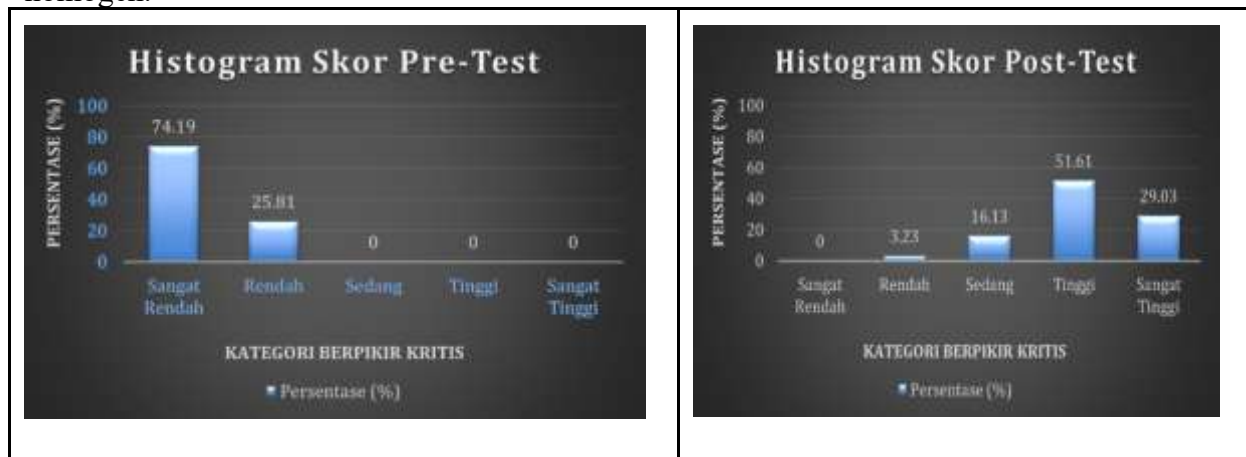 Histogram Skor Pre-Test
PERSENTASE (%)
100
80
60
40
20
0
74.19
25.81
0
0
0
Sangat Rendah
Rendah
Sedang
Tinggi
Sangat Tinggi
KATEGORI BERPIKIR KRITIS
Persentase (%)
Histogram Skor Post-Test
PERSENTASE (%)
100
80
60
40
20
0
0
3.23
16.13
51.61
29.03
Sangat Rendah
Rendah
Sedang
Tinggi
Sangat Tinggi
KATEGORI BERPIKIR KRITIS
Persentase (%)